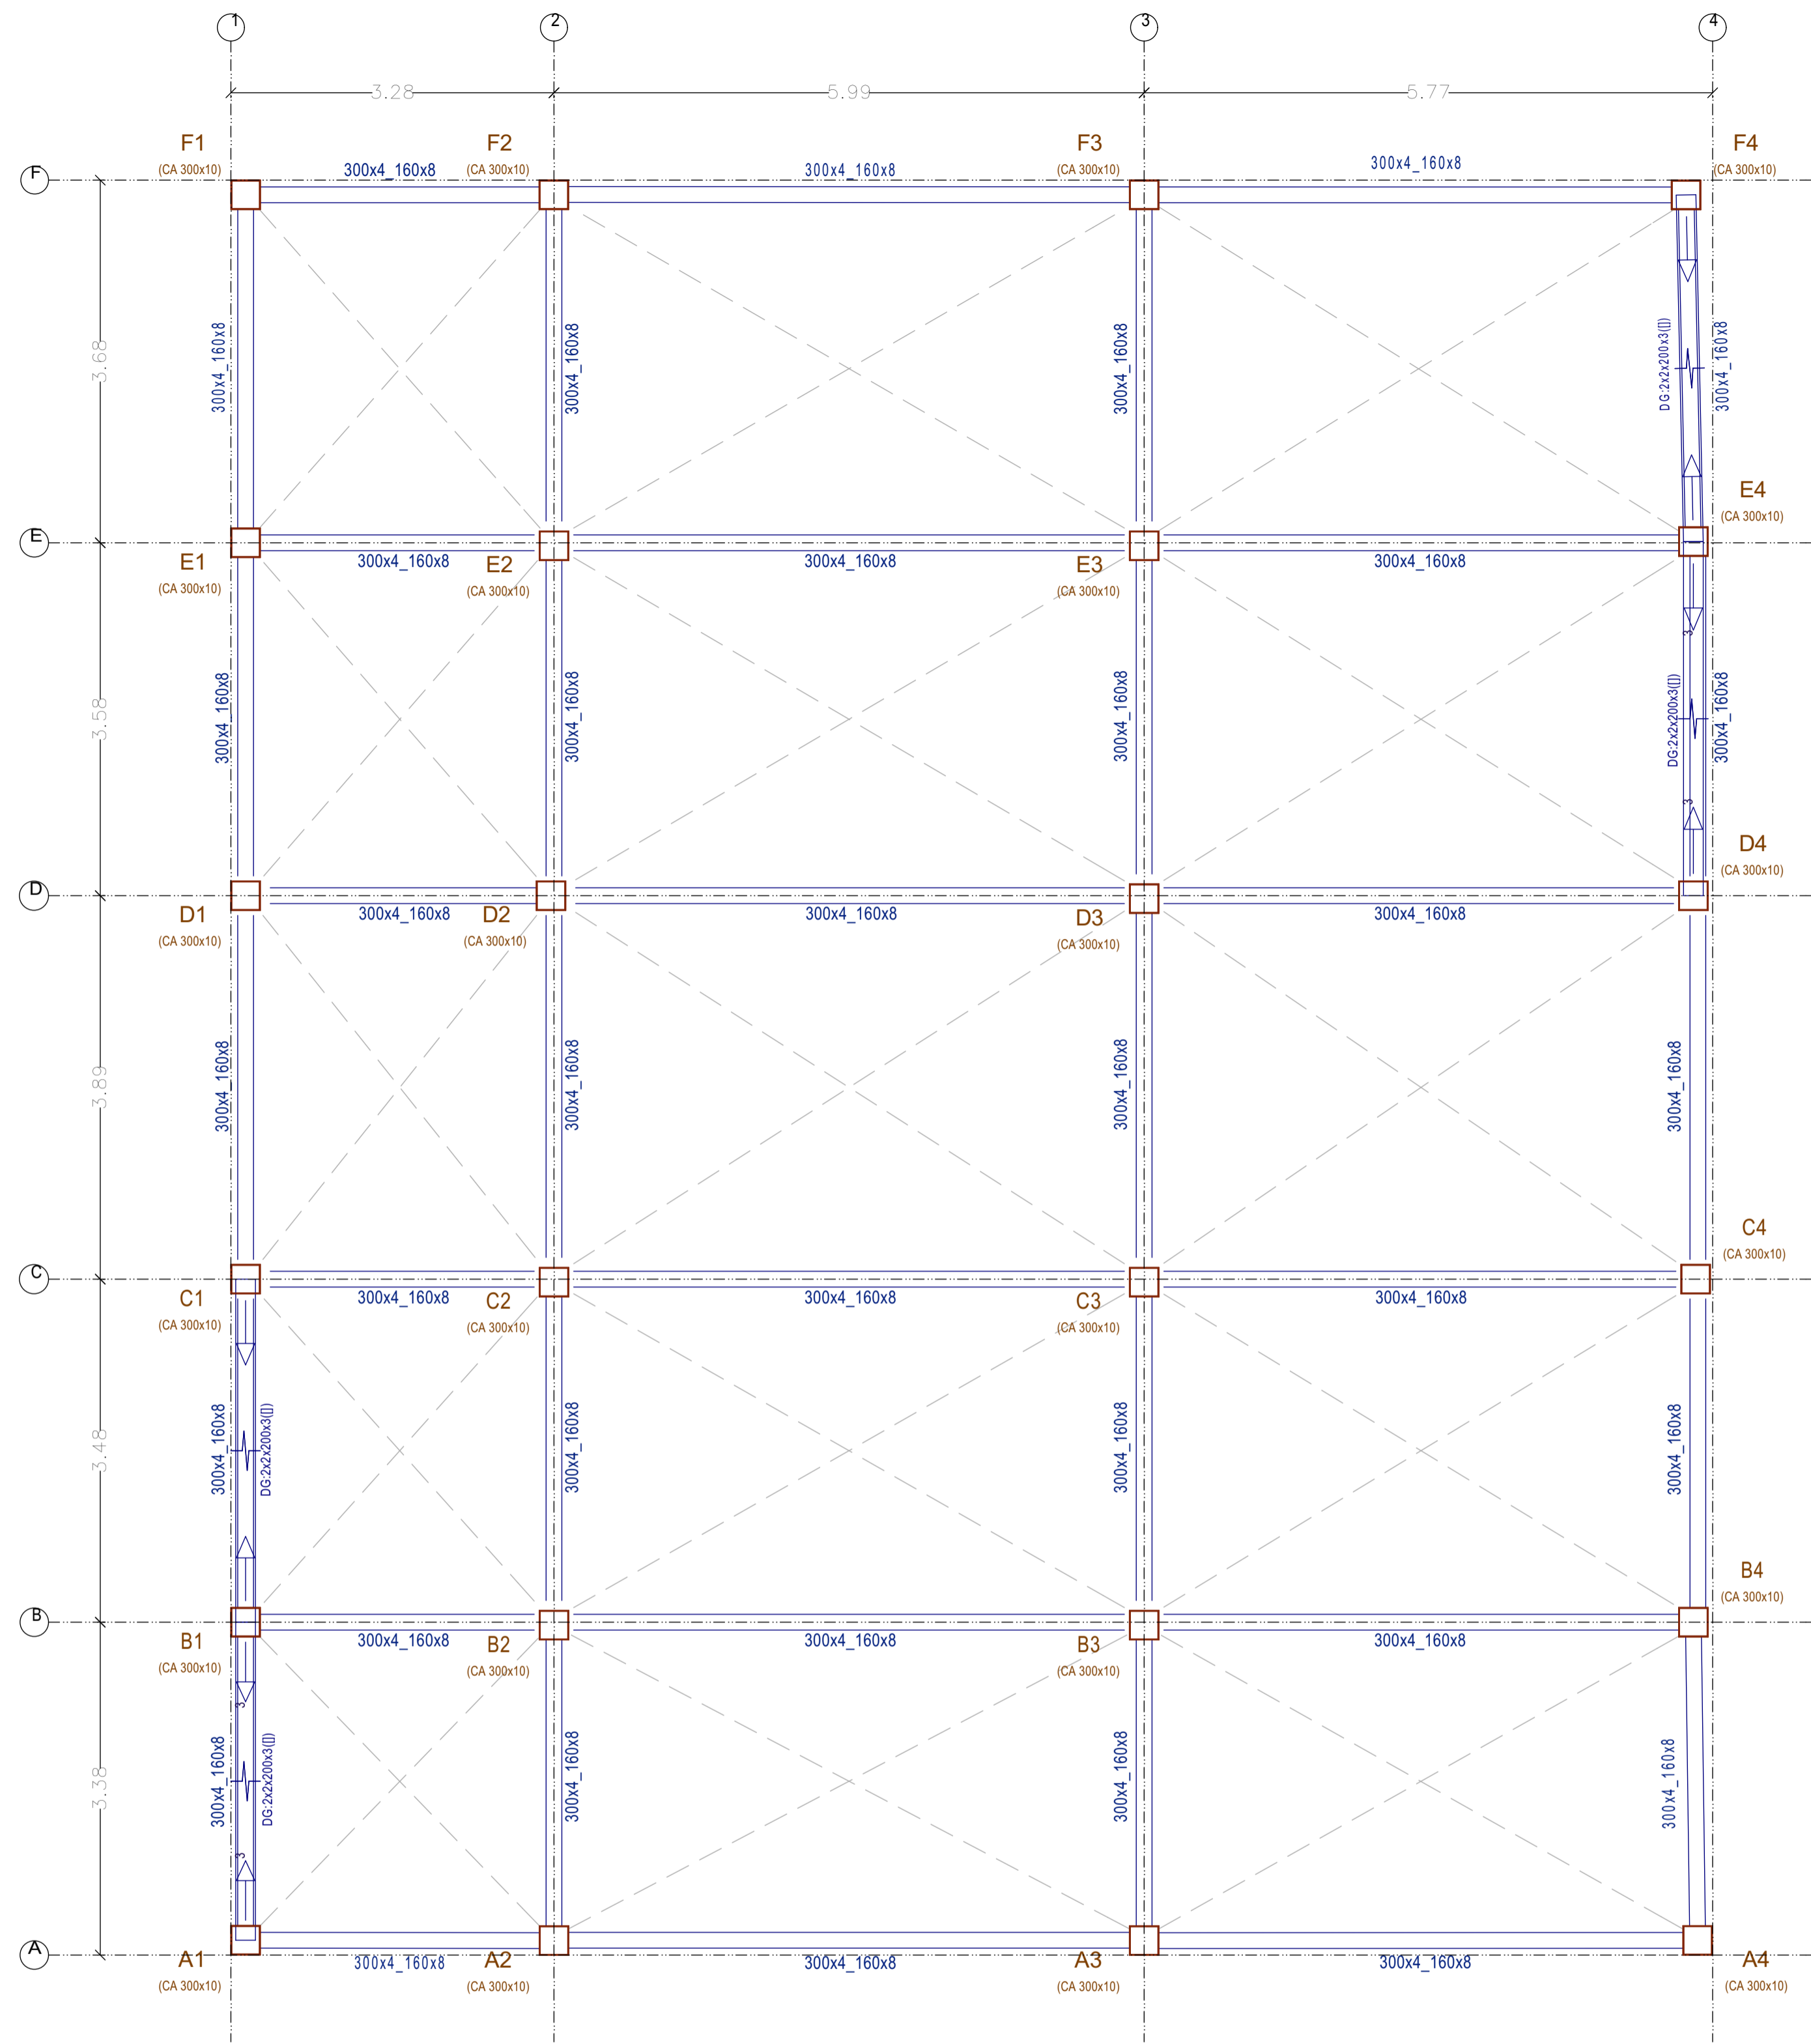 1 2 3 4
3.28 5.99 5.77
F1 F2 F3 F4
(CA 300x10) 300x4_160x8 (CA 300x10) 300x4_160x8 (CA 300x10) 300x4_160x8 (CA 300x10)
F
3.68
300x4_160x8 300x4_160x8 300x4_160x8 DG:2x2x200x3([]) 300x4_160x8
E4
(CA 300x10)
E
E1 300x4_160x8 E2 300x4_160x8 E3 300x4_160x8
(CA 300x10) (CA 300x10) (CA 300x10)
3
3.58
300x4_160x8 300x4_160x8 300x4_160x8 DG:2x2x200x3([]) 300x4_160x8
3
D4
(CA 300x10)
D
D1 300x4_160x8 D2 300x4_160x8 D3 300x4_160x8
(CA 300x10) (CA 300x10) (CA 300x10)
3.89
300x4_160x8 300x4_160x8 300x4_160x8 300x4_160x8
C4
(CA 300x10)
C
C1 300x4_160x8 C2 300x4_160x8 C3 300x4_160x8
(CA 300x10) (CA 300x10) (CA 300x10)
3.48
300x4_160x8 DG:2x2x200x3([]) 300x4_160x8 300x4_160x8 300x4_160x8
B4
(CA 300x10)
B
B1 300x4_160x8 B2 300x4_160x8 B3 300x4_160x8
(CA 300x10) (CA 300x10) (CA 300x10)
3
3.38
300x4_160x8 DG:2x2x200x3([]) 300x4_160x8 300x4_160x8 300x4_160x8
3
A
A1 300x4_160x8 A2 300x4_160x8 A3 300x4_160x8 A4
(CA 300x10) (CA 300x10) (CA 300x10) (CA 300x10)